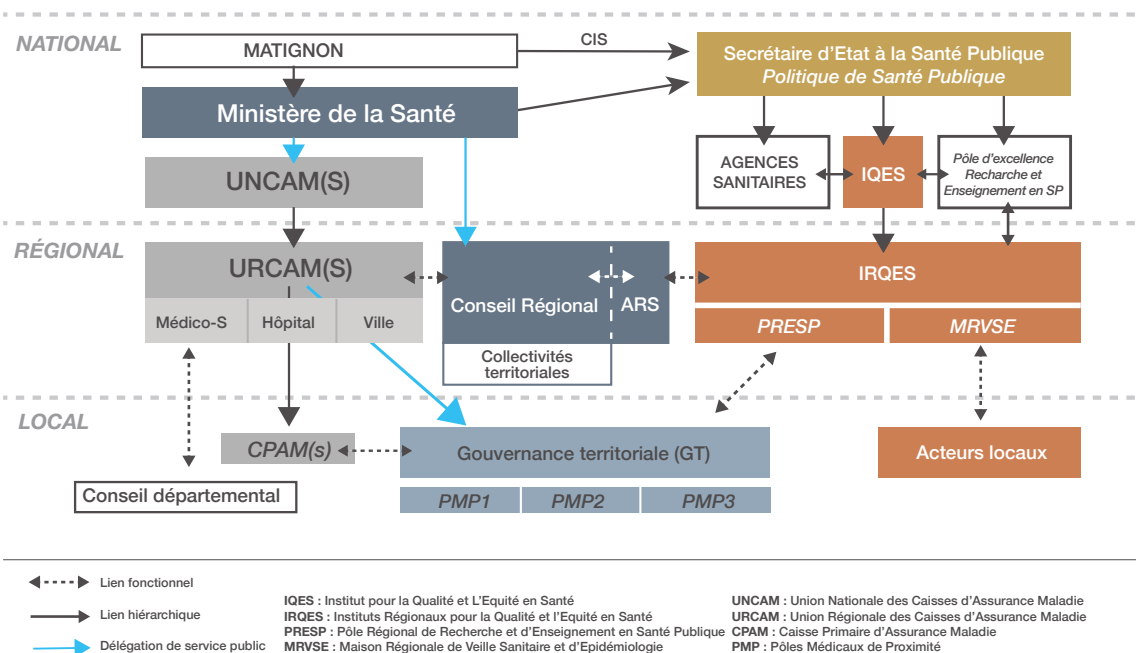 NATIONAL
MATIGNON
CIS
Secrétaire d'Etat à la Santé Publique
Politique de Santé Publique
Ministère de la Santé
UNCAM(S)
AGENCES
SANITAIRES
IQES
Pôle d'excellence
Recharche et
Enseignement en SP
RÉGIONAL
URCAM(S)
Médico-S
Hôpital
Ville
Conseil Régional
ARS
Collectivités
territoriales
IRQES
PRESP
MRVSE
LOCAL
CPAM(s)
Gouvernance territoriale (GT)
Acteurs locaux
Conseil départemental
PMP1
PMP2
PMP3
Lien fonctionnel
Lien hiérarchique
Délégation de service public
IQES : Institut pour la Qualité et L'Equité en Santé
IRQES : Instituts Régionaux pour la Qualité et l'Equité en Santé
PRESP : Pôle Régional de Recherche et d'Enseignement en Santé Publique
MRVSE : Maison Régionale de Veille Sanitaire et d'Epidémiologie
UNCAM : Union Nationale des Caisses d'Assurance Maladie
URCAM : Union Régionale des Caisses d'Assurance Maladie
CPAM : Caisse Primaire d'Assurance Maladie
PMP : Pôles Médicaux de Proximité